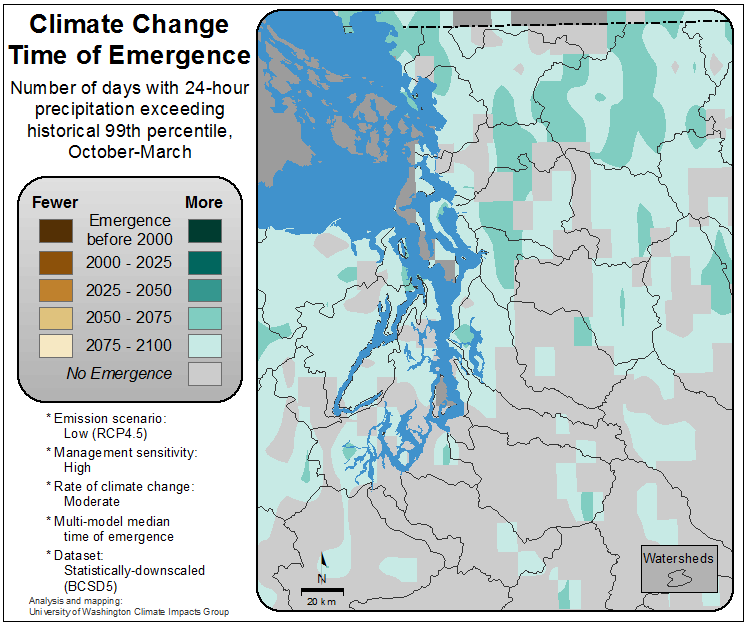 Climate Change
Time of Emergence
Number of days with 24-hour
precipitation exceeding
historical 99th percentile,
October-March
Fewer More
Emergence
before 2000
2000 - 2025
2025 - 2050
2050 - 2075
2075 - 2100
No Emergence
* Emission scenario:
Low (RCP4.5)
* Management sensitivity:
High
* Rate of climate change:
Moderate
* Multi-model median
time of emergence
* Dataset:
Statistically-downscaled
(BCSD5)
Analysis and mapping:
University of Washington Climate Impacts Group
N
20 km
Watersheds